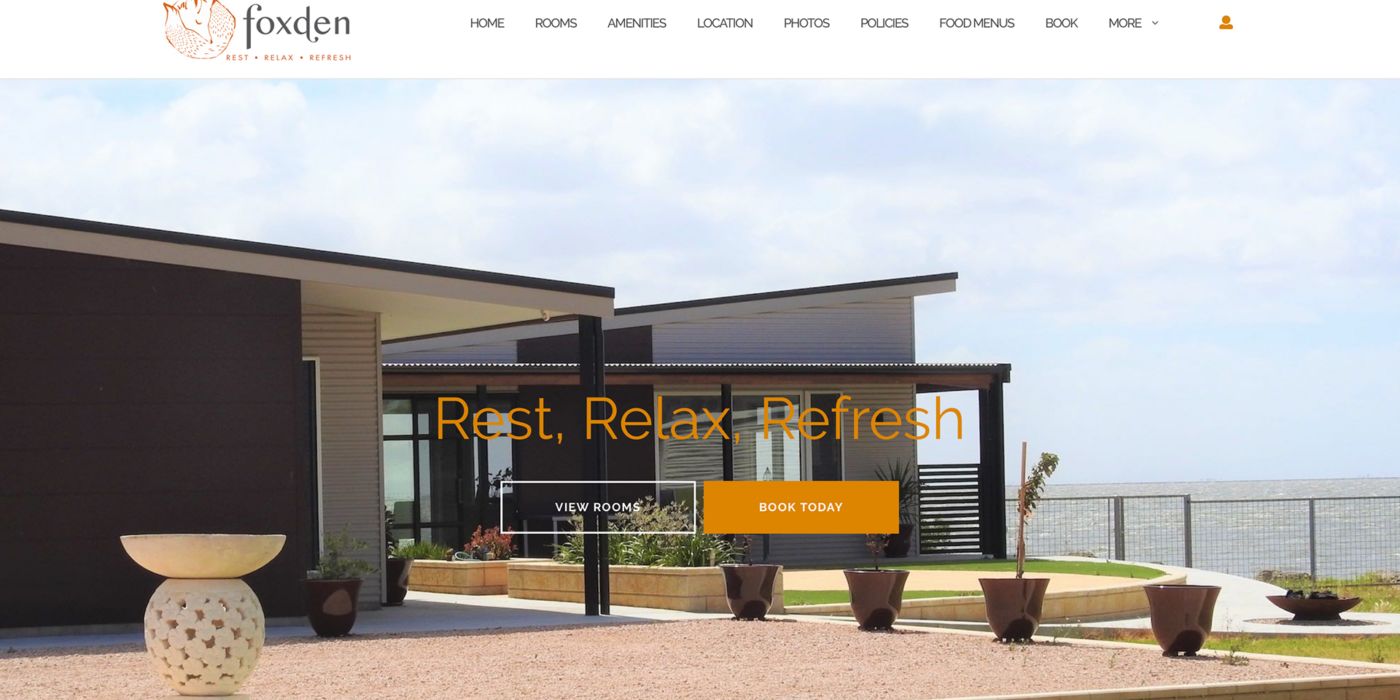 foxden
REST • RELAX • REFRESH
HOME ROOMS AMENITIES LOCATION PHOTOS POLICIES FOOD MENUS BOOK MORE
Rest, Relax, Refresh
VIEW ROOMS BOOK TODAY